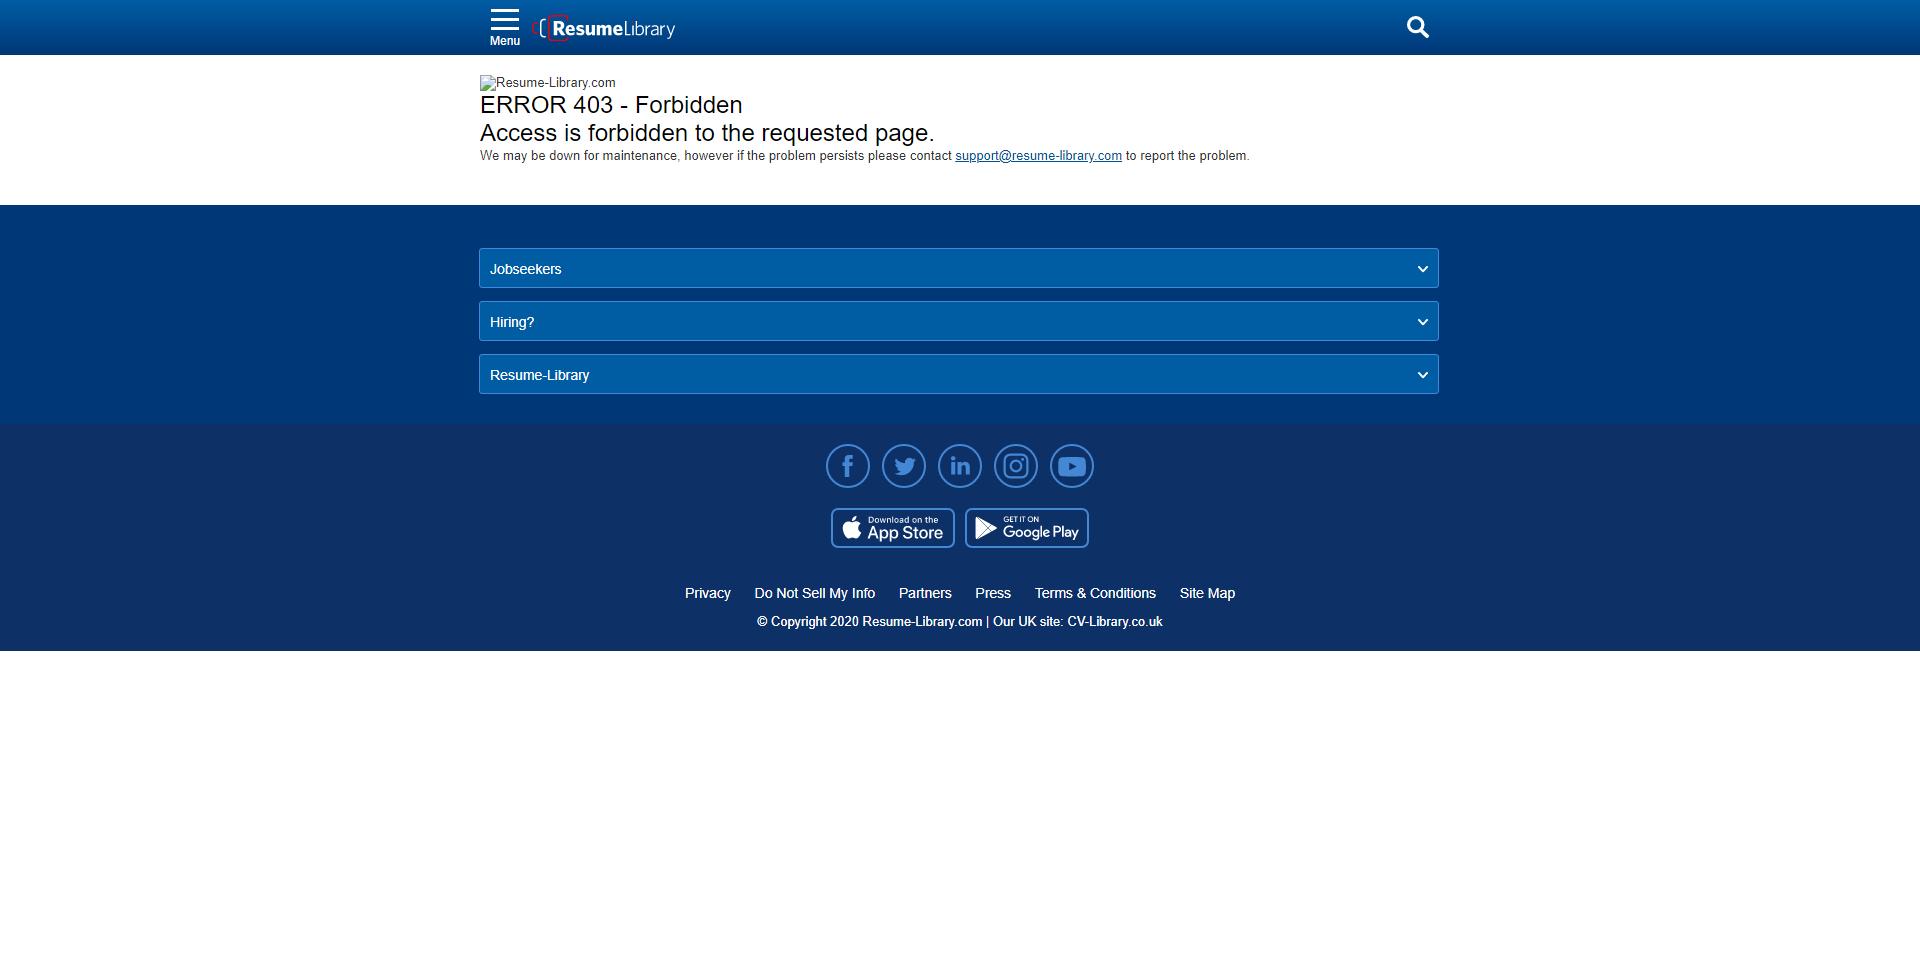 Menu
ResumeLibrary
Resume-Library.com
ERROR 403 - Forbidden
Access is forbidden to the requested page.
We may be down for maintenance, however if the problem persists please contact support@resume-library.com to report the problem.
Jobseekers
Hiring?
Resume-Library
Download on the
App Store
GET IT ON
Google Play
Privacy Do Not Sell My Info Partners Press Terms & Conditions Site Map
© Copyright 2020 Resume-Library.com | Our UK site: CV-Library.co.uk